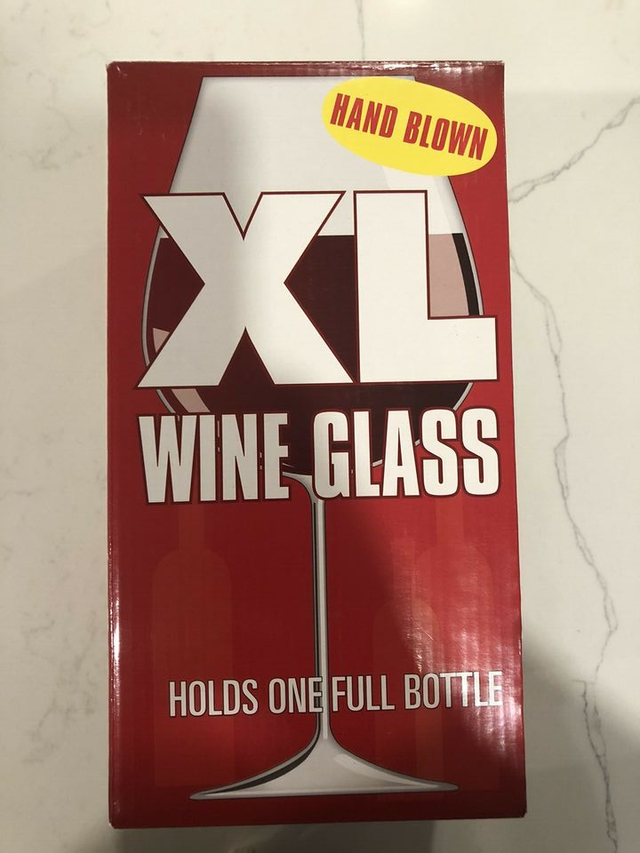 HAND BLOWN
XL
WINE GLASS
HOLDS ONE FULL BOTTLE